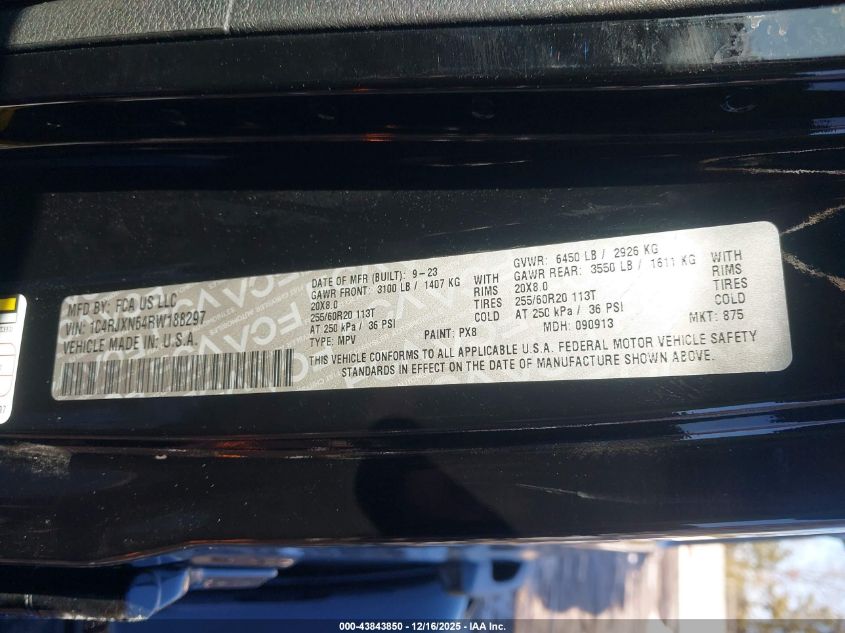 MFD BY: FCA US LLC
VIN: 1C4RJXN64RW188297
VEHICLE MADE IN: U.S.A.
DATE OF MFR (BUILT): 9-23
GAWR FRONT: 3100 LB / 1407 KG WITH
20X8.0 RIMS
255/60R20 113T TIRES
AT 250 kPa / 36 PSI COLD
TYPE: MPV PAINT: PX8
GVWR: 6450 LB / 2926 KG
GAWR REAR: 3550 LB / 1611 KG WITH
20X8.0 RIMS
255/60R20 113T TIRES
AT 250 kPa / 36 PSI COLD
MDH: 090913 MKT: 875
THIS VEHICLE CONFORMS TO ALL APPLICABLE U.S.A. FEDERAL MOTOR VEHICLE SAFETY
STANDARDS IN EFFECT ON THE DATE OF MANUFACTURE SHOWN ABOVE.
000-43843850 | 12/16/2025 | IAA Inc.